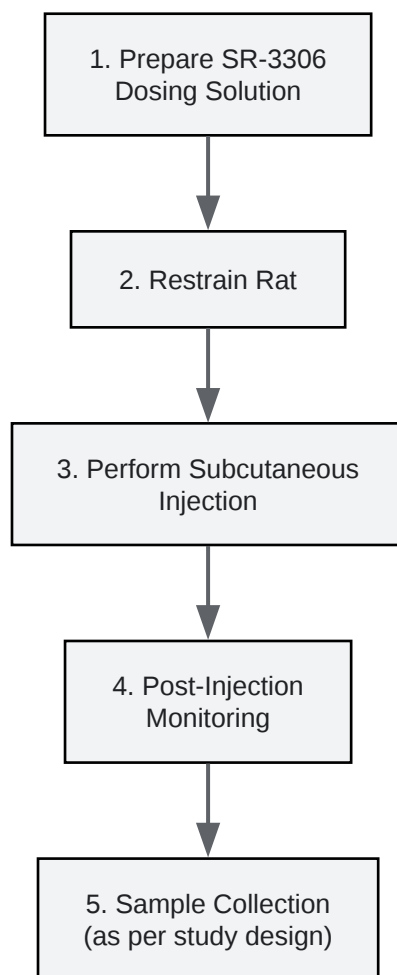 1. Prepare SR-3306
Dosing Solution
2. Restrain Rat
3. Perform Subcutaneous
Injection
4. Post-Injection
Monitoring
5. Sample Collection
(as per study design)